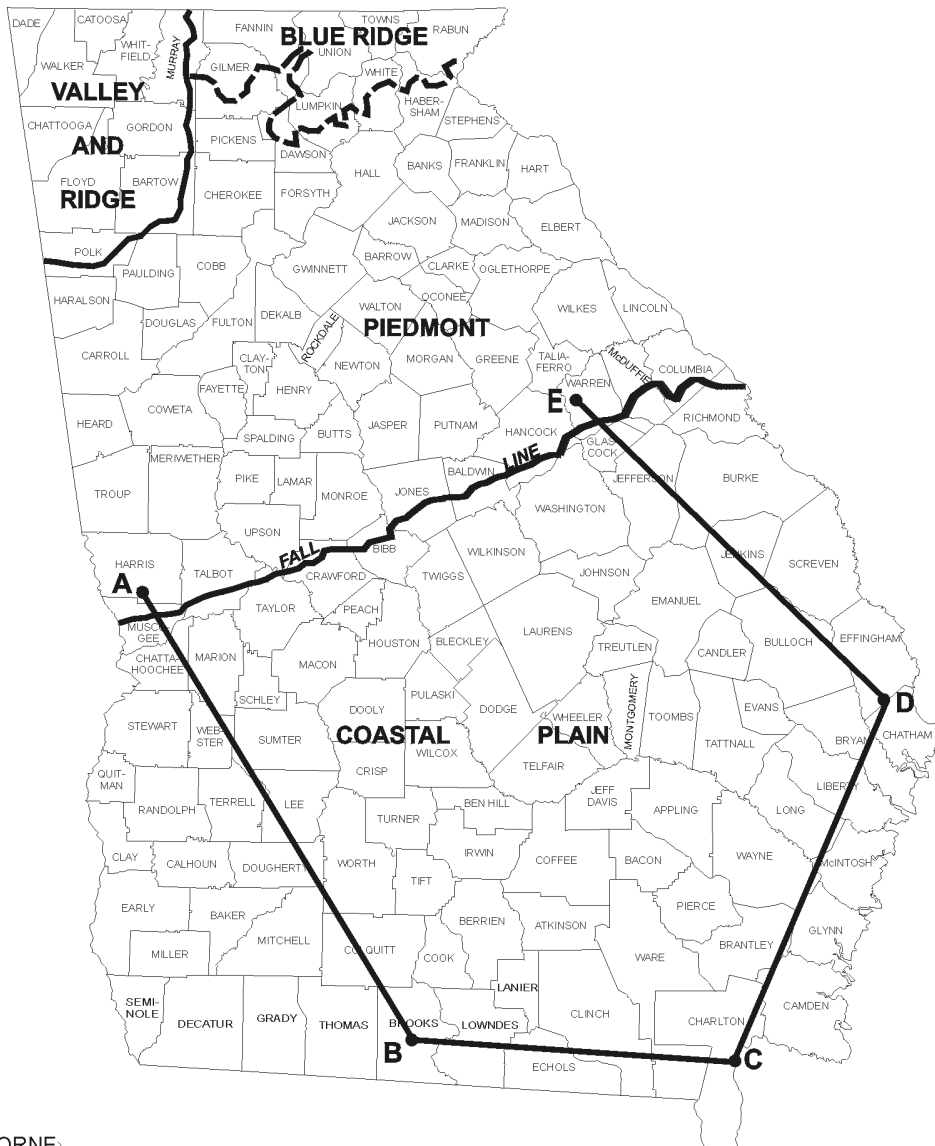 DADE
CATOOSA
WHIT-
FIELD
MURRAY
FANNIN
TOWNS
RABUN
BLUE RIDGE
UNION
WALKER
GILMER
WHITE
VALLEY
LUMPKIN
HABER-
SHAM
STEPHENS
CHATTOOGA
GORDON
PICKENS
AND
DAWSON
HALL
BANKS
FRANKLIN
HART
FLOYD
BARTOW
CHEROKEE
FORSYTH
RIDGE
JACKSON
MADISON
ELBERT
POLK
PAULDING
COBB
GWINNETT
BARROW
CLARKE
OGLETHORPE
HARALSON
OCONEE
WALTON
WILKES
LINCOLN
DOUGLAS
FULTON
DEKALB
ROCKDALE
PIEDMONT
CARROLL
CLAY-
TON
NEWTON
MORGAN
GREENE
TALIA-
FERRO
McDUFFIE
COLUMBIA
WARREN
FAYETTE
HENRY
E
HEARD
COWETA
SPALDING
BUTTS
JASPER
PUTNAM
HANCOCK
RICHMOND
GLAS
COCK
MERIWETHER
LINE
TROUP
PIKE
LAMAR
MONROE
JONES
BALDWIN
JEFFERSON
BURKE
WASHINGTON
UPSON
FALL
BIBB
WILKINSON
JENKINS
SCREVEN
HARRIS
TALBOT
CRAWFORD
TWIGGS
JOHNSON
A
TAYLOR
PEACH
EMANUEL
MUSCO-
GEE
HOUSTON
BLECKLEY
LAURENS
TREUTLEN
CANDLER
BULLOCH
EFFINGHAM
CHATTA-
HOOCHEE
MARION
MACON
SCHLEY
PULASKI
DODGE
MONTGOMERY
D
STEWART
WEB-
STER
SUMTER
DOOLY
WHEELER
TOOMBS
EVANS
COASTAL
PLAIN
WILCOX
TATTNALL
BRYAN
CHATHAM
QUIT-
MAN
CRISP
TELFAIR
LIBERTY
RANDOLPH
TERRELL
LEE
TURNER
BEN HILL
JEFF
DAVIS
APPLING
LONG
CLAY
CALHOUN
DOUGHERTY
WORTH
TIFT
IRWIN
COFFEE
BACON
WAYNE
McINTOSH
EARLY
BAKER
BERRIEN
ATKINSON
PIERCE
MILLER
MITCHELL
COLQUITT
COOK
WARE
BRANTLEY
GLYNN
LANIER
SEMI-
NOLE
DECATUR
GRADY
THOMAS
BROOKS
LOWNDES
CLINCH
CHARLTON
CAMDEN
B
ECHOLS
C